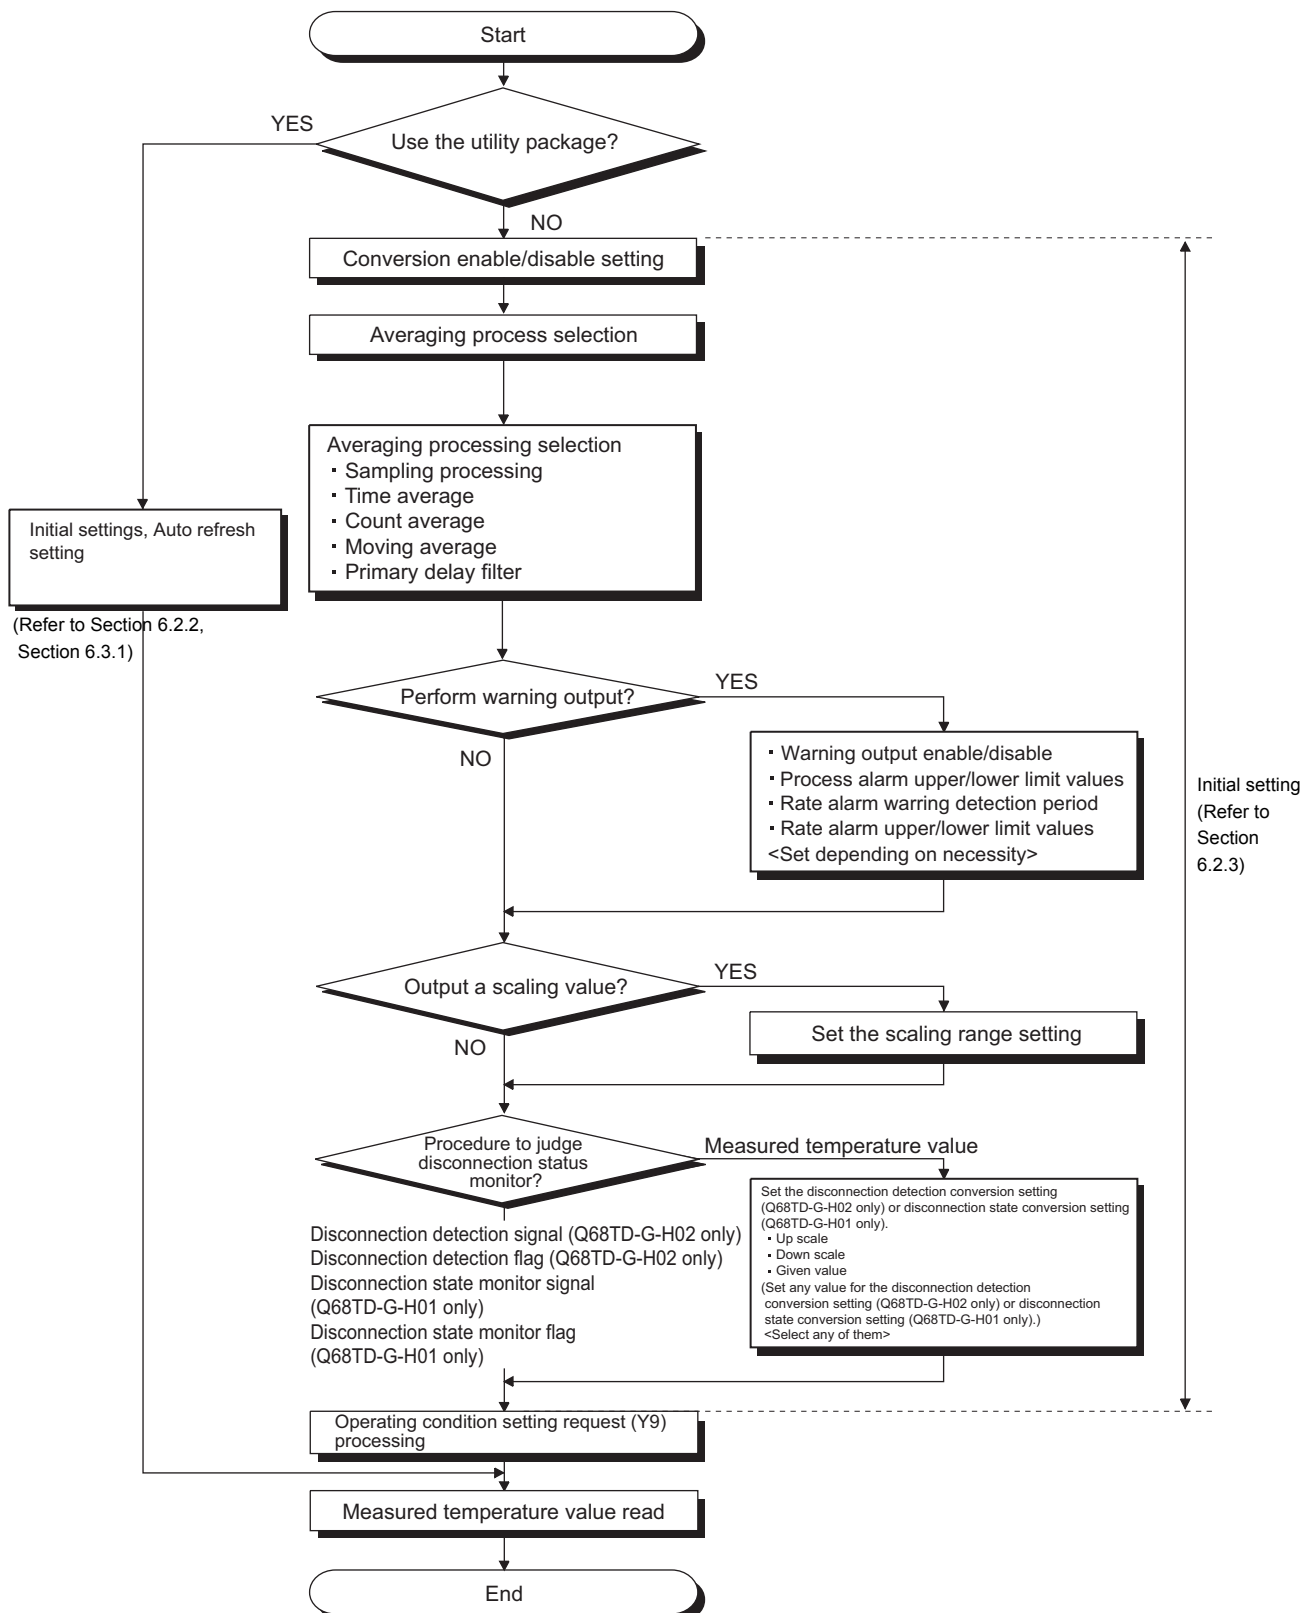 Start
YES
Use the utility package?
NO
Conversion enable/disable setting
Averaging process selection
Averaging processing selection
・Sampling processing
・Time average
・Count average
・Moving average
・Primary delay filter
Initial settings, Auto refresh
setting
(Refer to Section 6.2.2,
Section 6.3.1)
Perform warning output?
YES
NO
・Warning output enable/disable
・Process alarm upper/lower limit values
・Rate alarm warring detection period
・Rate alarm upper/lower limit values
<Set depending on necessity>
Initial setting
(Refer to
Section
6.2.3)
Output a scaling value?
YES
NO
Set the scaling range setting
Procedure to judge
disconnection status
monitor?
Measured temperature value
Set the disconnection detection conversion setting
(Q68TD-G-H02 only) or disconnection state conversion setting
(Q68TD-G-H01 only).
・Up scale
・Down scale
・Given value
(Set any value for the disconnection detection
conversion setting (Q68TD-G-H02 only) or disconnection
state conversion setting (Q68TD-G-H01 only).)
<Select any of them>
Disconnection detection signal (Q68TD-G-H02 only)
Disconnection detection flag (Q68TD-G-H02 only)
Disconnection state monitor signal
(Q68TD-G-H01 only)
Disconnection state monitor flag
(Q68TD-G-H01 only)
Operating condition setting request (Y9)
processing
Measured temperature value read
End